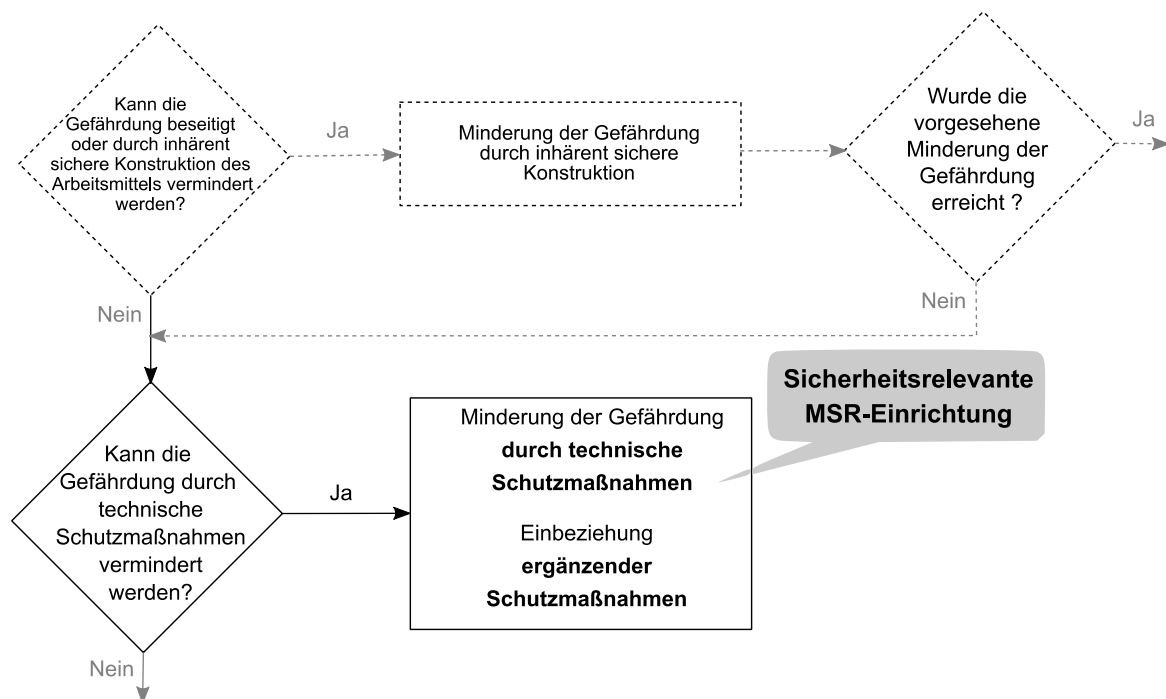 Kann die
Gefährdung beseitigt
oder durch inhärent
sichere Konstruktion des
Arbeitsmittels vermindert
werden?
Ja
Minderung der Gefährdung
durch inhärent sichere
Konstruktion
Wurde die
vorgesehene
Minderung der
Gefährdung
erreicht ?
Ja
Nein
Nein
Sicherheitsrelevante
MSR-Einrichtung
Kann die
Gefährdung durch
technische
Schutzmaßnahmen
vermindert
werden?
Ja
Minderung der Gefährdung
durch technische
Schutzmaßnahmen
Einbeziehung
ergänzender
Schutzmaßnahmen
Nein